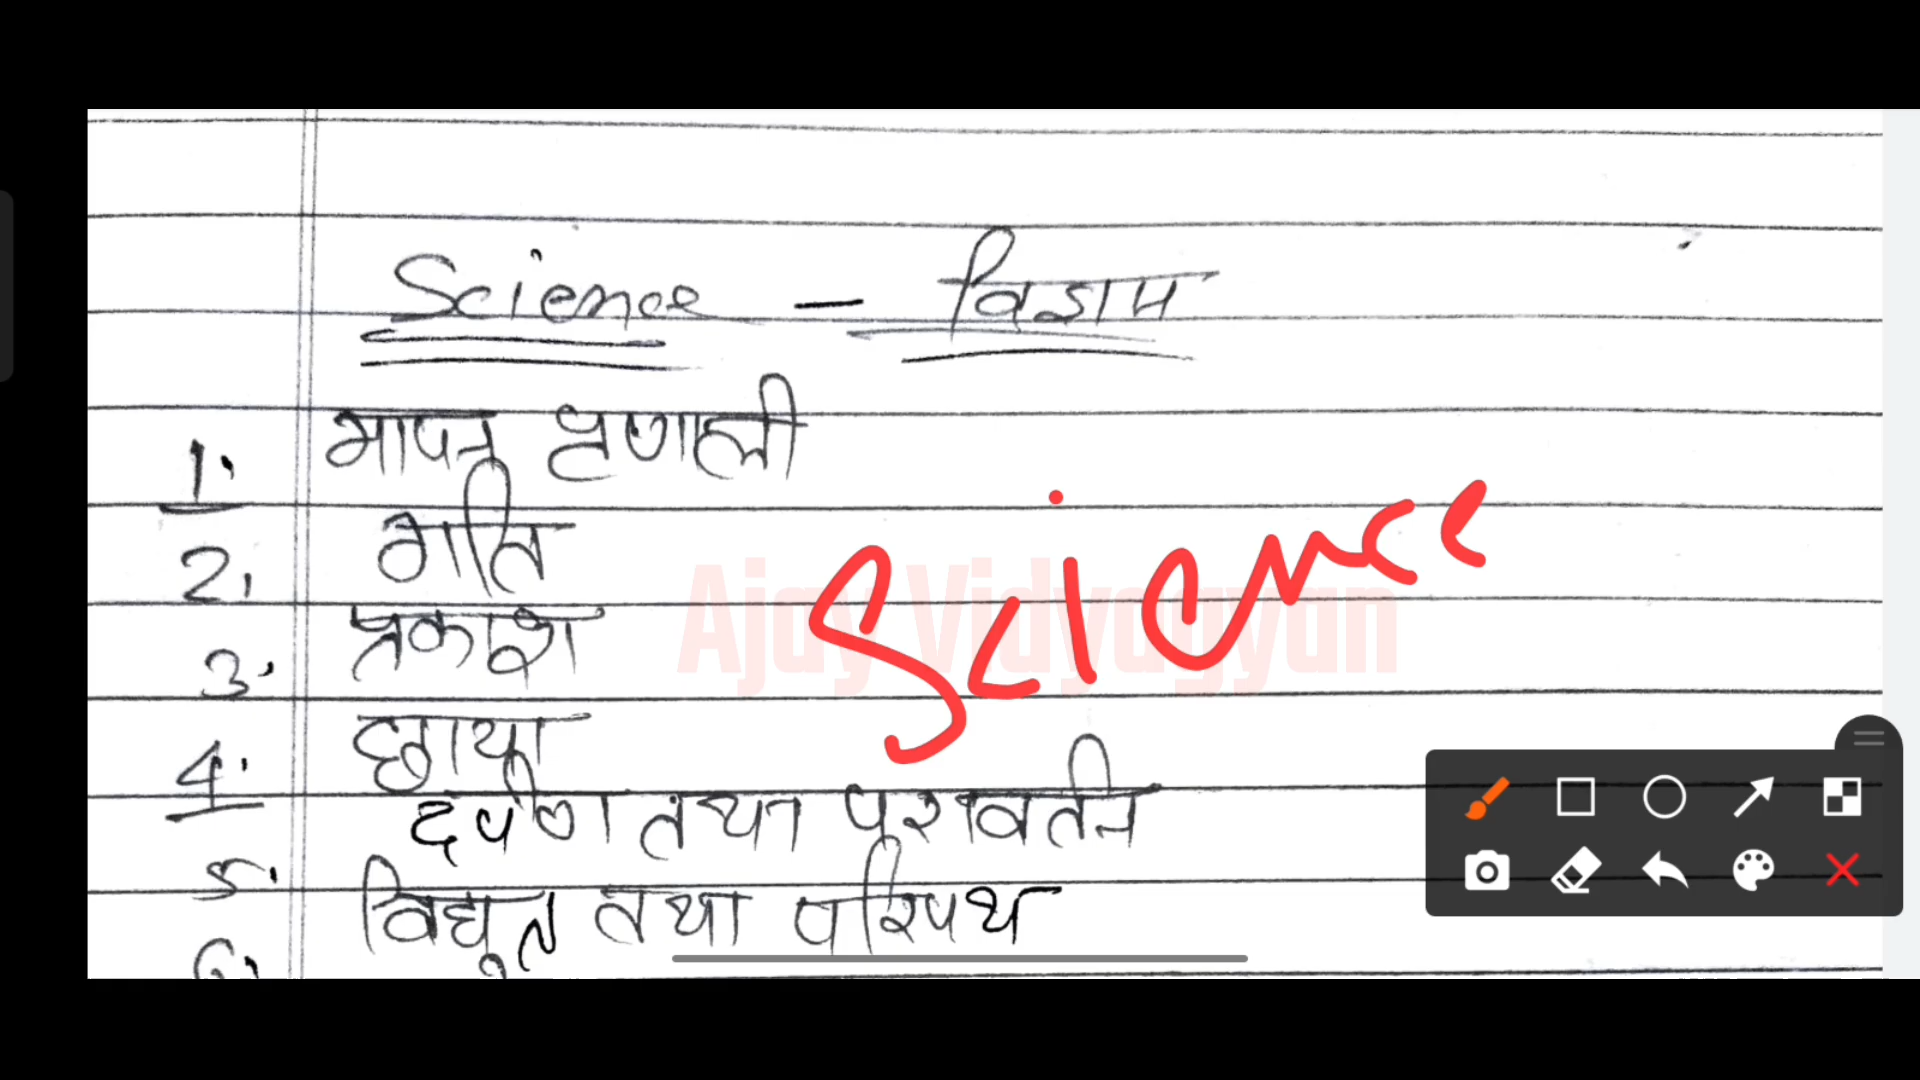 Science – विज्ञान
1. मापन प्रणाली
2. गति
3. प्रकाश
4. छाया
5. दर्पण तथा परावर्तन
6. विद्युत तथा परिपथ
Science
Ajay Vidyagyan